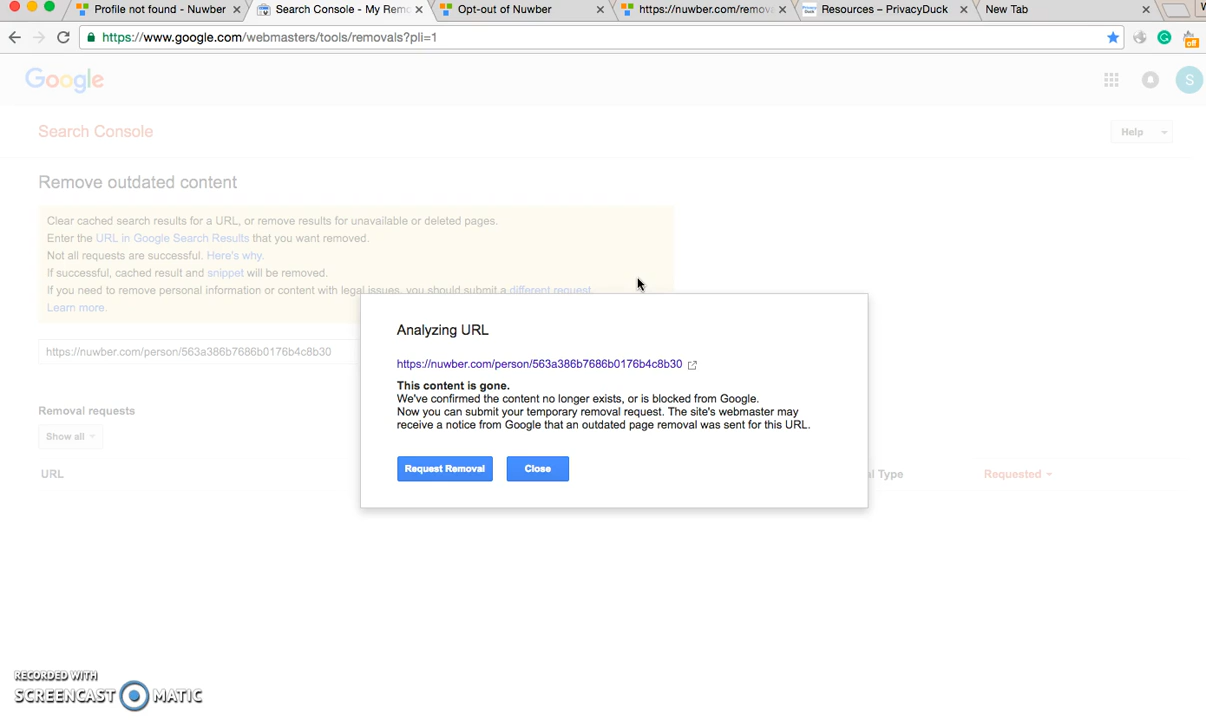 Profile not found - Nuwber
Search Console - My Remo
Opt-out of Nuwber
https://nuwber.com/remova
Resources – PrivacyDuck
New Tab
https://www.google.com/webmasters/tools/removals?pli=1
off
Google
S
Search Console
Help
Remove outdated content
Clear cached search results for a URL, or remove results for unavailable or deleted pages.
Enter the URL in Google Search Results that you want removed.
Not all requests are successful. Here's why.
If successful, cached result and snippet will be removed.
If you need to remove personal information or content with legal issues, you should submit a different request.
Learn more.
https://nuwber.com/person/563a386b7686b0176b4c8b30
Analyzing URL
https://nuwber.com/person/563a386b7686b0176b4c8b30
This content is gone.
We've confirmed the content no longer exists, or is blocked from Google.
Now you can submit your temporary removal request. The site's webmaster may
receive a notice from Google that an outdated page removal was sent for this URL.
Request Removal
Close
Removal requests
Show all
URL
al Type
Requested
RECORDED WITH
SCREENCAST MATIC